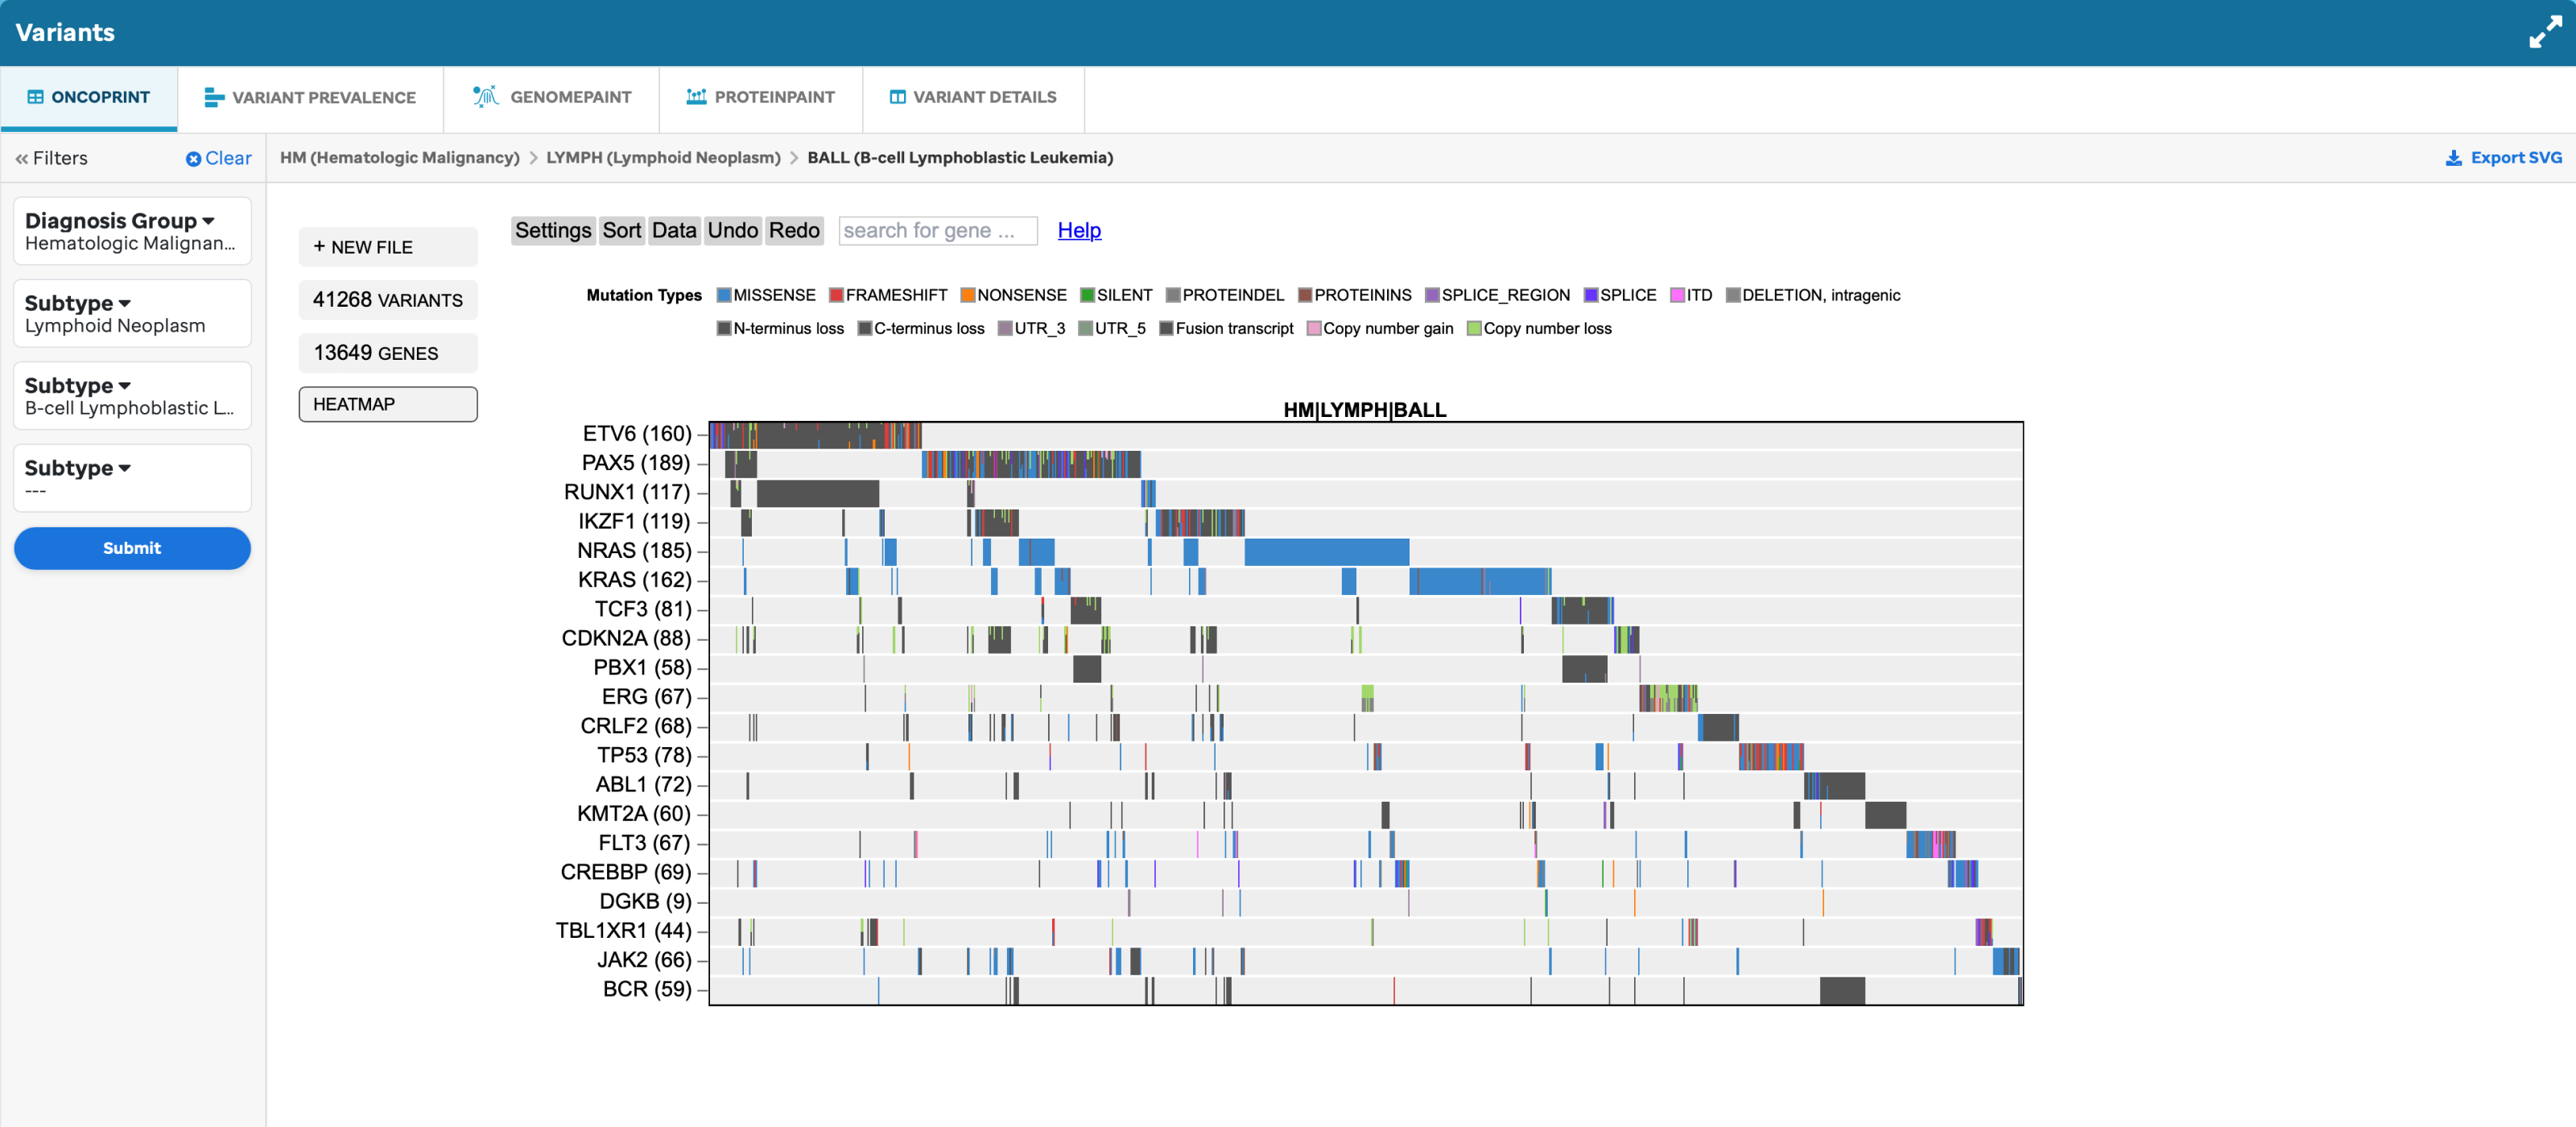 Variants
ONCOPRINT VARIANT PREVALENCE GENOMEPAINT PROTEINPAINT VARIANT DETAILS
« Filters Clear HM (Hematologic Malignancy) > LYMPH (Lymphoid Neoplasm) > BALL (B-cell Lymphoblastic Leukemia) Export SVG
Diagnosis Group
Hematologic Malignan...
Subtype
Lymphoid Neoplasm
Subtype
B-cell Lymphoblastic L...
Subtype
---
Submit
+ NEW FILE
41268 VARIANTS
13649 GENES
HEATMAP
Settings Sort Data Undo Redo search for gene ... Help
Mutation Types MISSENSE FRAMESHIFT NONSENSE SILENT PROTEINDEL PROTEININS SPLICE_REGION SPLICE ITD DELETION, intragenic
N-terminus loss C-terminus loss UTR_3 UTR_5 Fusion transcript Copy number gain Copy number loss
HM|LYMPH|BALL
ETV6 (160)
PAX5 (189)
RUNX1 (117)
IKZF1 (119)
NRAS (185)
KRAS (162)
TCF3 (81)
CDKN2A (88)
PBX1 (58)
ERG (67)
CRLF2 (68)
TP53 (78)
ABL1 (72)
KMT2A (60)
FLT3 (67)
CREBBP (69)
DGKB (9)
TBL1XR1 (44)
JAK2 (66)
BCR (59)